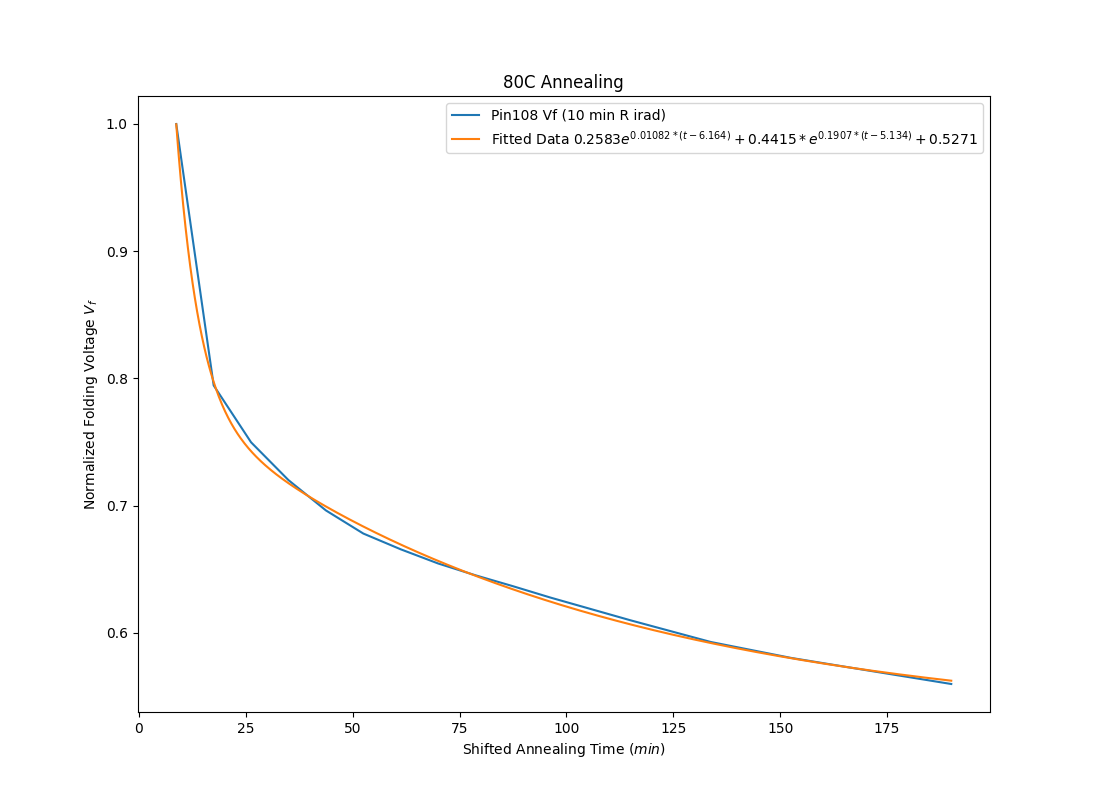 80C Annealing
Pin108 Vf (10 min R irad)
Fitted Data 0.2583e^{0.01082*(t−6.164)} + 0.4415*e^{0.1907*(t−5.134)} + 0.5271
Normalized Folding Voltage V_f
1.0
0.9
0.8
0.7
0.6
0 25 50 75 100 125 150 175
Shifted Annealing Time (min)